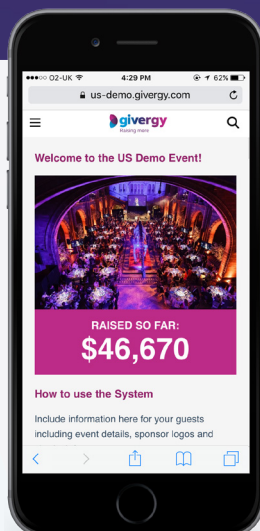 O2-UK 4:29 PM 62%
us-demo.givergy.com
givergy
Raising more
Welcome to the US Demo Event!
RAISED SO FAR:
$46,670
How to use the System
Include information here for your guests
including event details, sponsor logos and